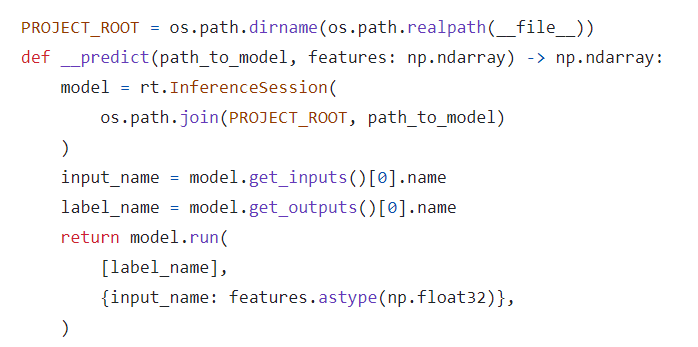 PROJECT_ROOT = os.path.dirname(os.path.realpath(__file__))
def __predict(path_to_model, features: np.ndarray) -> np.ndarray:
    model = rt.InferenceSession(
        os.path.join(PROJECT_ROOT, path_to_model)
    )
    input_name = model.get_inputs()[0].name
    label_name = model.get_outputs()[0].name
    return model.run(
        [label_name],
        {input_name: features.astype(np.float32)},
    )